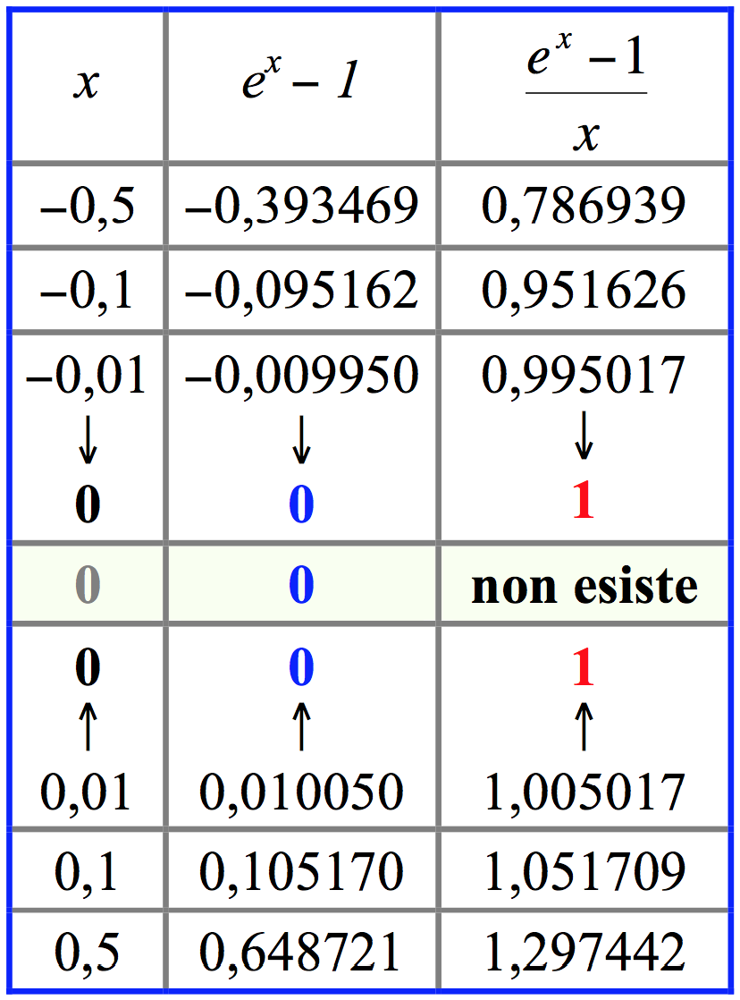 x e^x − 1 (e^x − 1)/x
−0,5 −0,393469 0,786939
−0,1 −0,095162 0,951626
−0,01 −0,009950 0,995017
↓ ↓ ↓
0 0 1
0 0 non esiste
0 0 1
↑ ↑ ↑
0,01 0,010050 1,005017
0,1 0,105170 1,051709
0,5 0,648721 1,297442